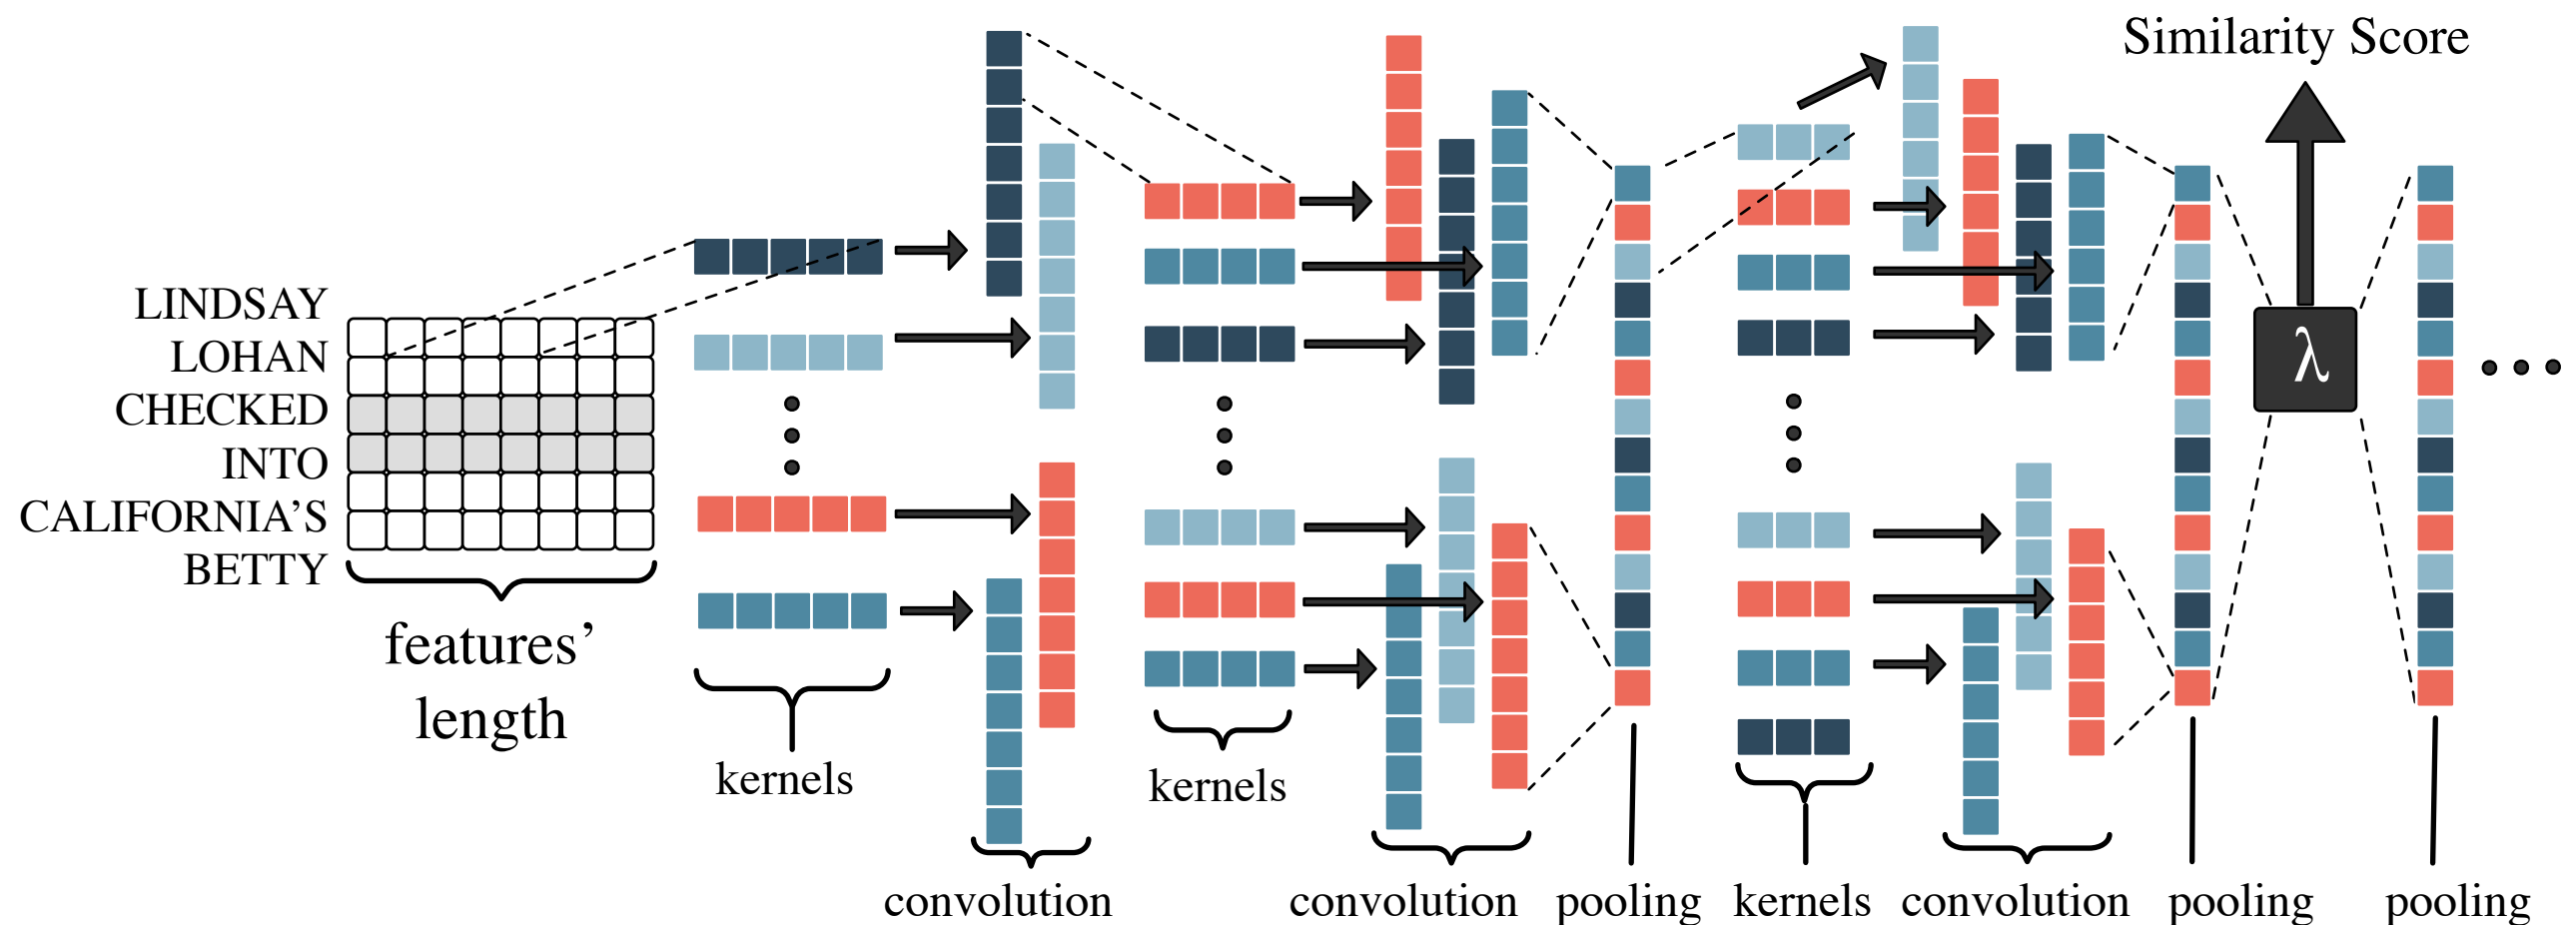 Similarity Score
LINDSAY
LOHAN
CHECKED
INTO
CALIFORNIA’S
BETTY
features’
length
kernels
convolution
kernels
convolution
pooling
kernels
convolution
pooling
λ
pooling